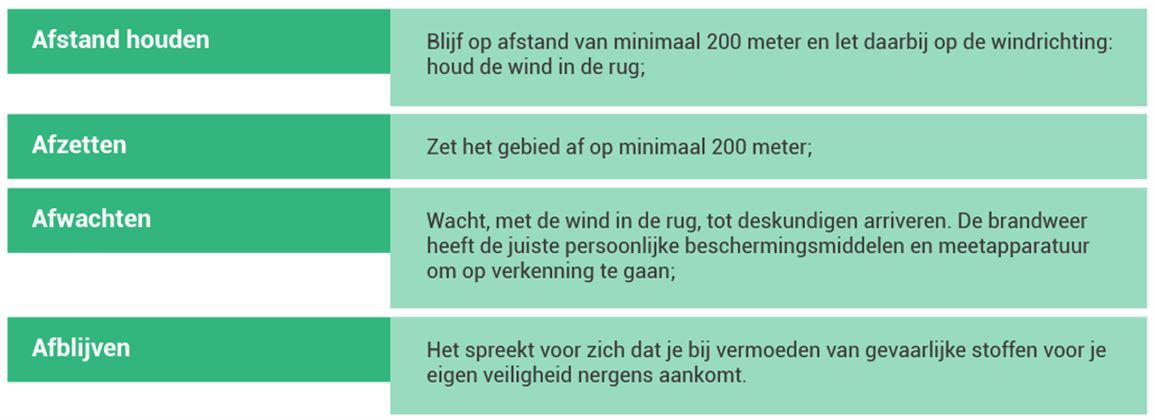 Afstand houden
Blijf op afstand van minimaal 200 meter en let daarbij op de windrichting:
houd de wind in de rug;
Afzetten
Zet het gebied af op minimaal 200 meter;
Afwachten
Wacht, met de wind in de rug, tot deskundigen arriveren. De brandweer
heeft de juiste persoonlijke beschermingsmiddelen en meetapparatuur
om op verkenning te gaan;
Afblijven
Het spreekt voor zich dat je bij vermoeden van gevaarlijke stoffen voor je
eigen veiligheid nergens aankomt.